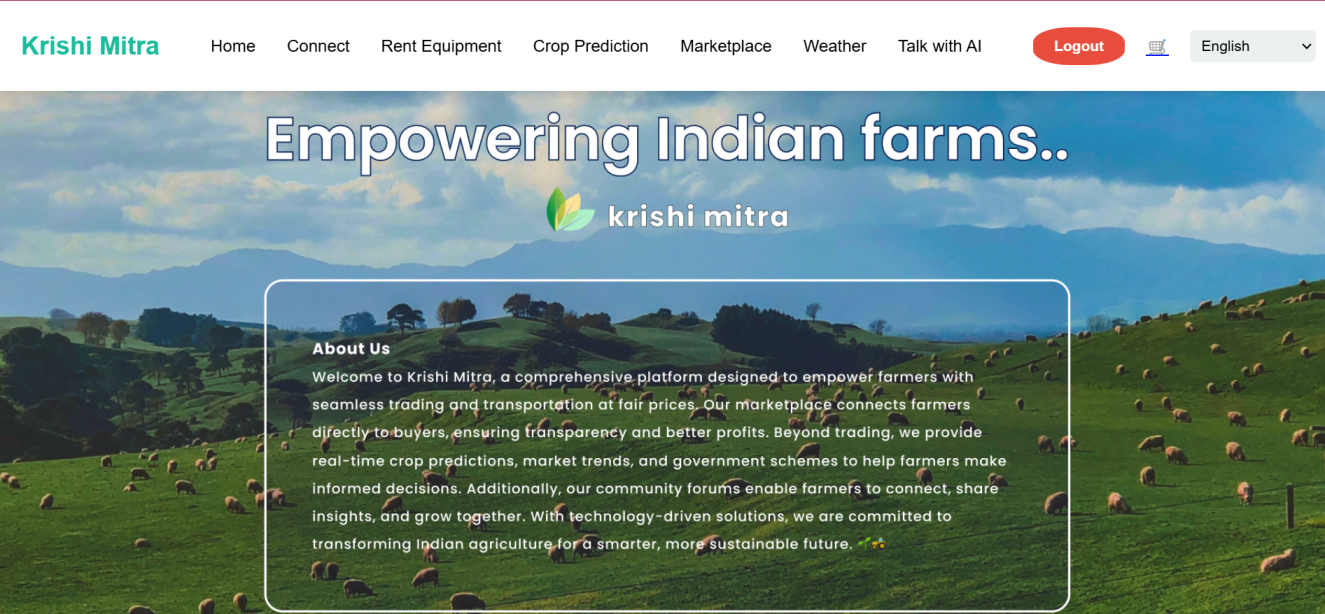 Krishi Mitra Home Connect Rent Equipment Crop Prediction Marketplace Weather Talk with AI Logout English
Empowering Indian farms..
krishi mitra
About Us
Welcome to Krishi Mitra, a comprehensive platform designed to empower farmers with
seamless trading and transportation at fair prices. Our marketplace connects farmers
directly to buyers, ensuring transparency and better profits. Beyond trading, we provide
real-time crop predictions, market trends, and government schemes to help farmers make
informed decisions. Additionally, our community forums enable farmers to connect, share
insights, and grow together. With technology-driven solutions, we are committed to
transforming Indian agriculture for a smarter, more sustainable future. 🌱🚜